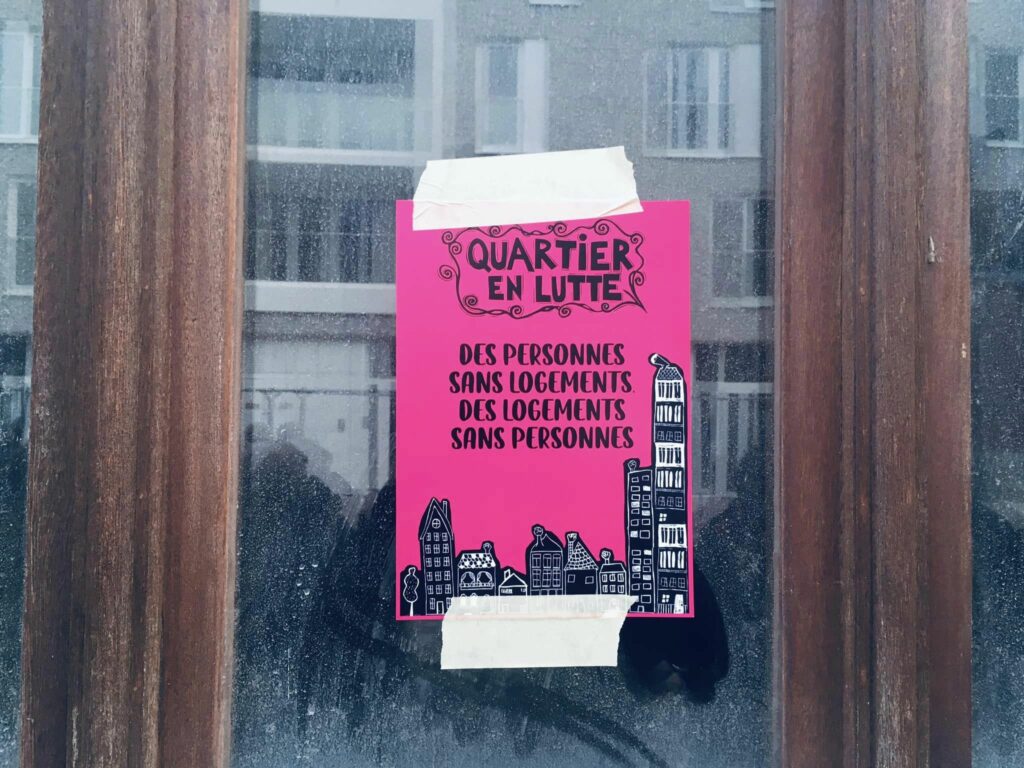 QUARTIER
EN LUTTE
DES PERSONNES
SANS LOGEMENTS.
DES LOGEMENTS
SANS PERSONNES